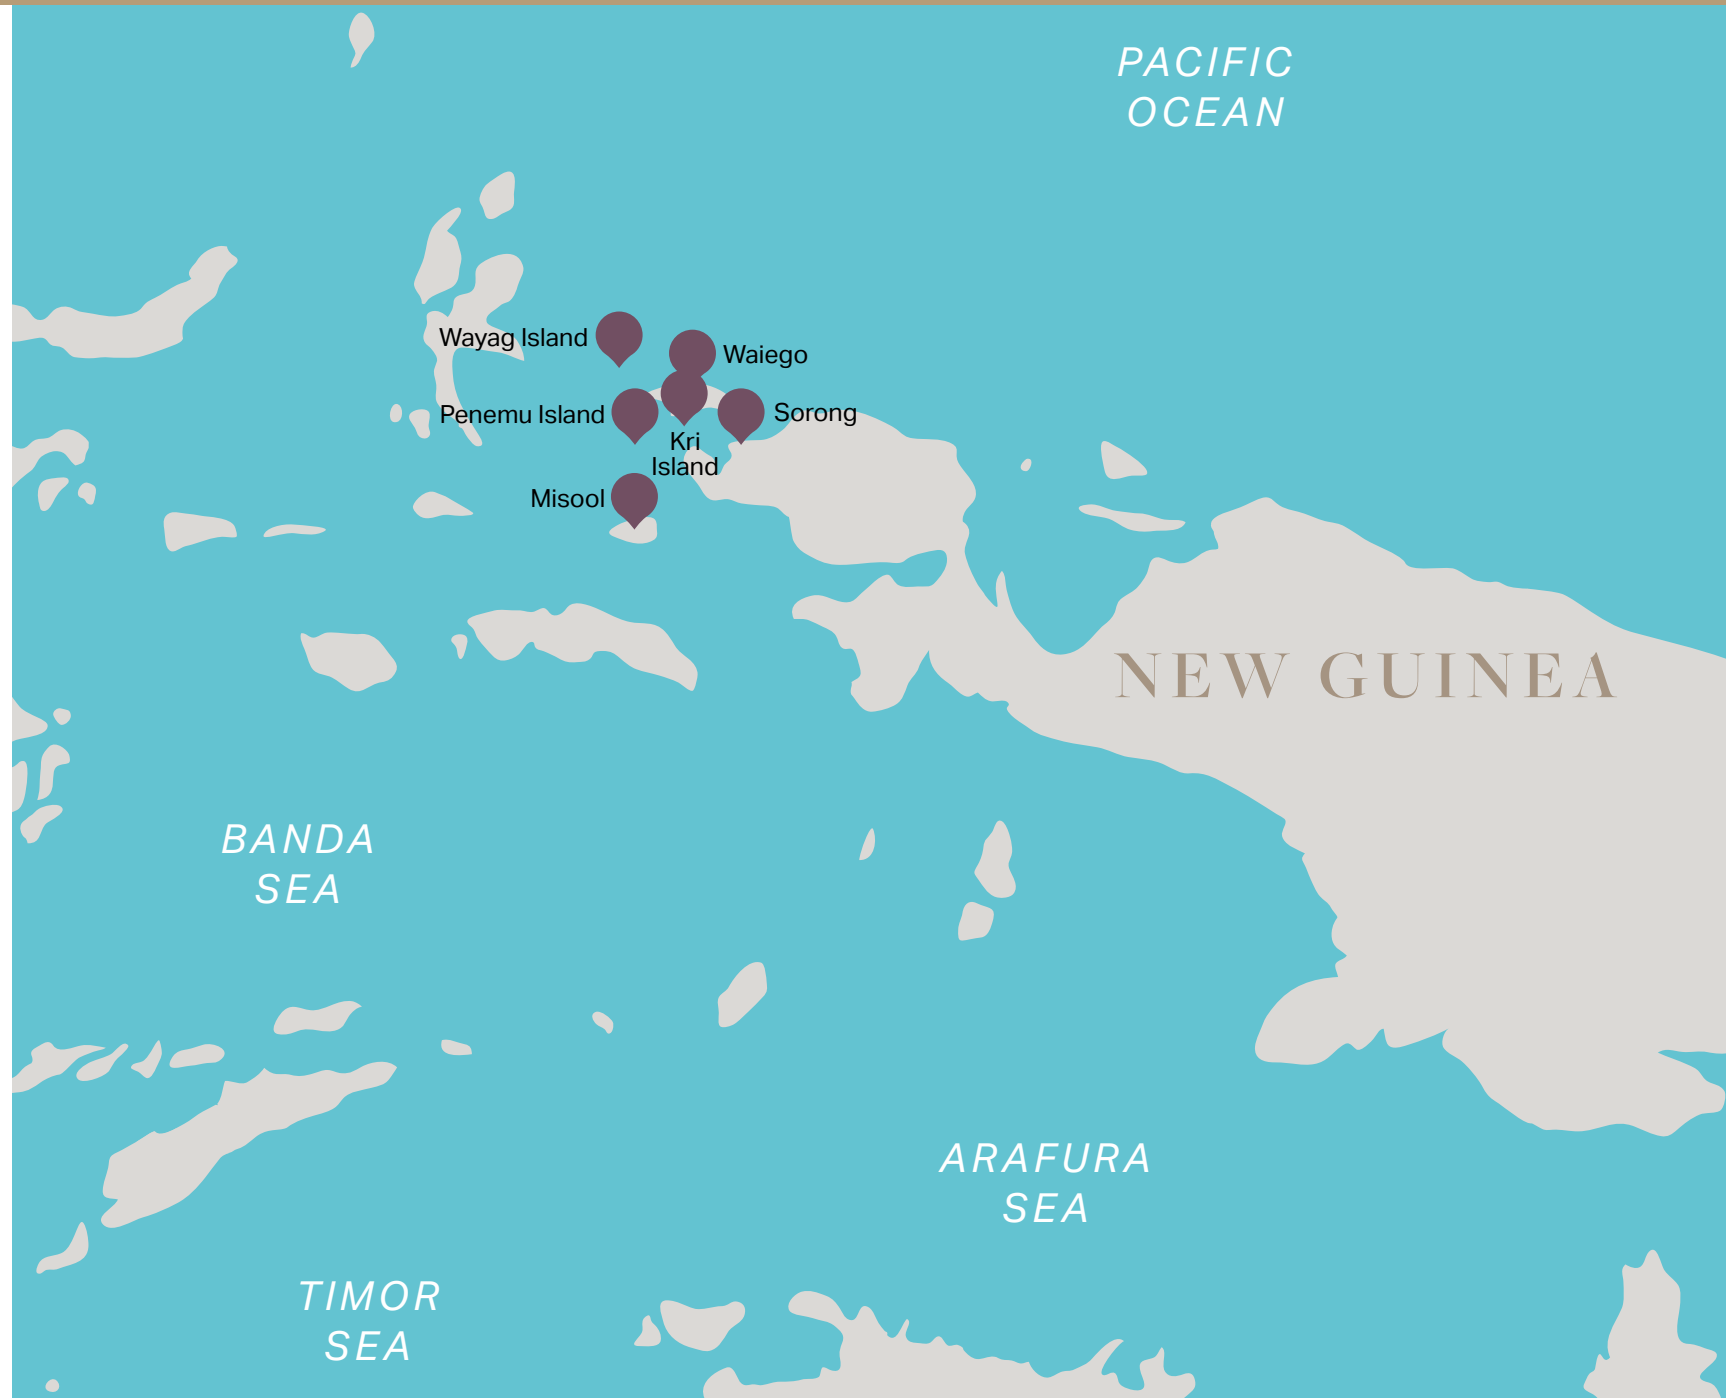 PACIFIC
OCEAN
Wayag Island
Waiego
Penemu Island
Sorong
Kri
Island
Misool
NEW GUINEA
BANDA
SEA
ARAFURA
SEA
TIMOR
SEA